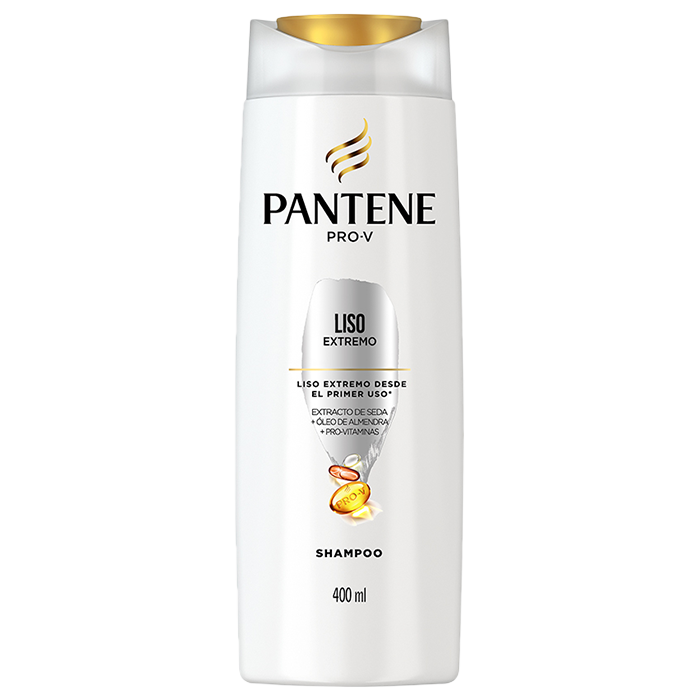 PANTENE
PRO-V
LISO
EXTREMO
LISO EXTREMO DESDE
EL PRIMER USO*
EXTRACTO DE SEDA
+ ÓLEO DE ALMENDRA
+ PRO-VITAMINAS
PRO-V
SHAMPOO
400 ml